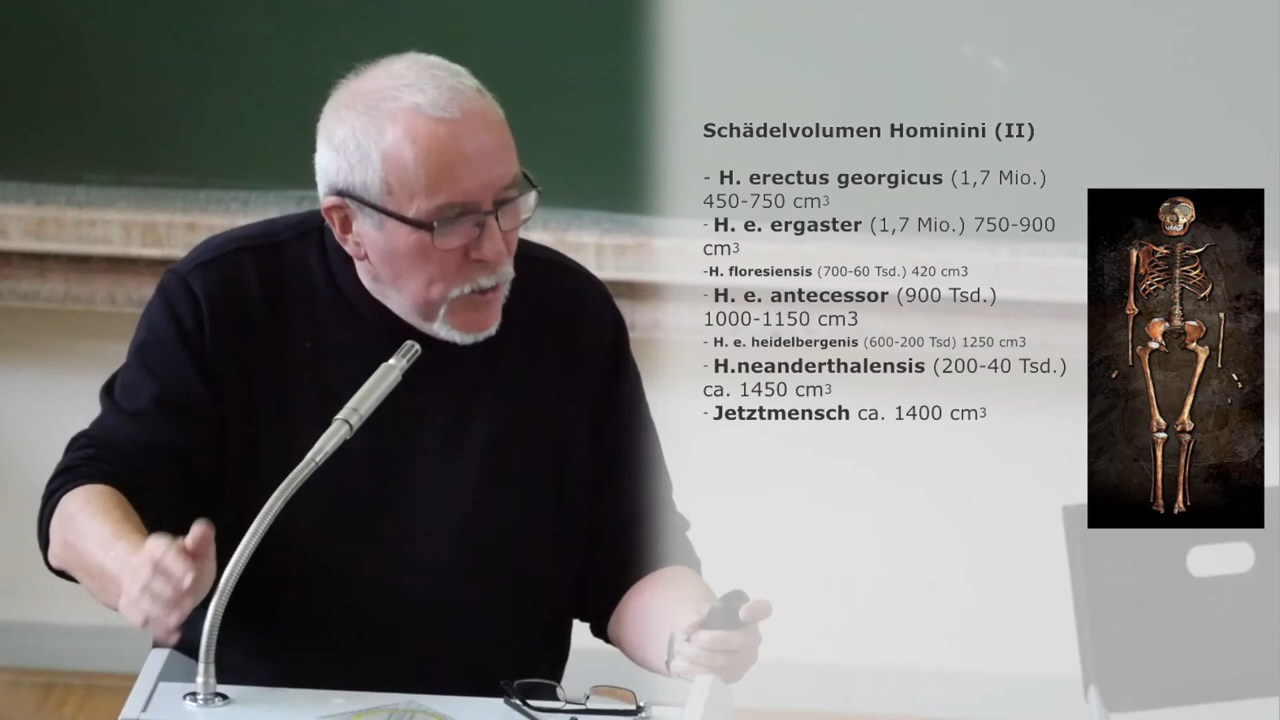 Schädelvolumen Hominini (II)
- H. erectus georgicus (1,7 Mio.)
450-750 cm3
- H. e. ergaster (1,7 Mio.) 750-900
cm3
-H. floresiensis (700-60 Tsd.) 420 cm3
- H. e. antecessor (900 Tsd.)
1000-1150 cm3
- H. e. heidelbergenis (600-200 Tsd) 1250 cm3
- H.neanderthalensis (200-40 Tsd.)
ca. 1450 cm3
- Jetztmensch ca. 1400 cm3